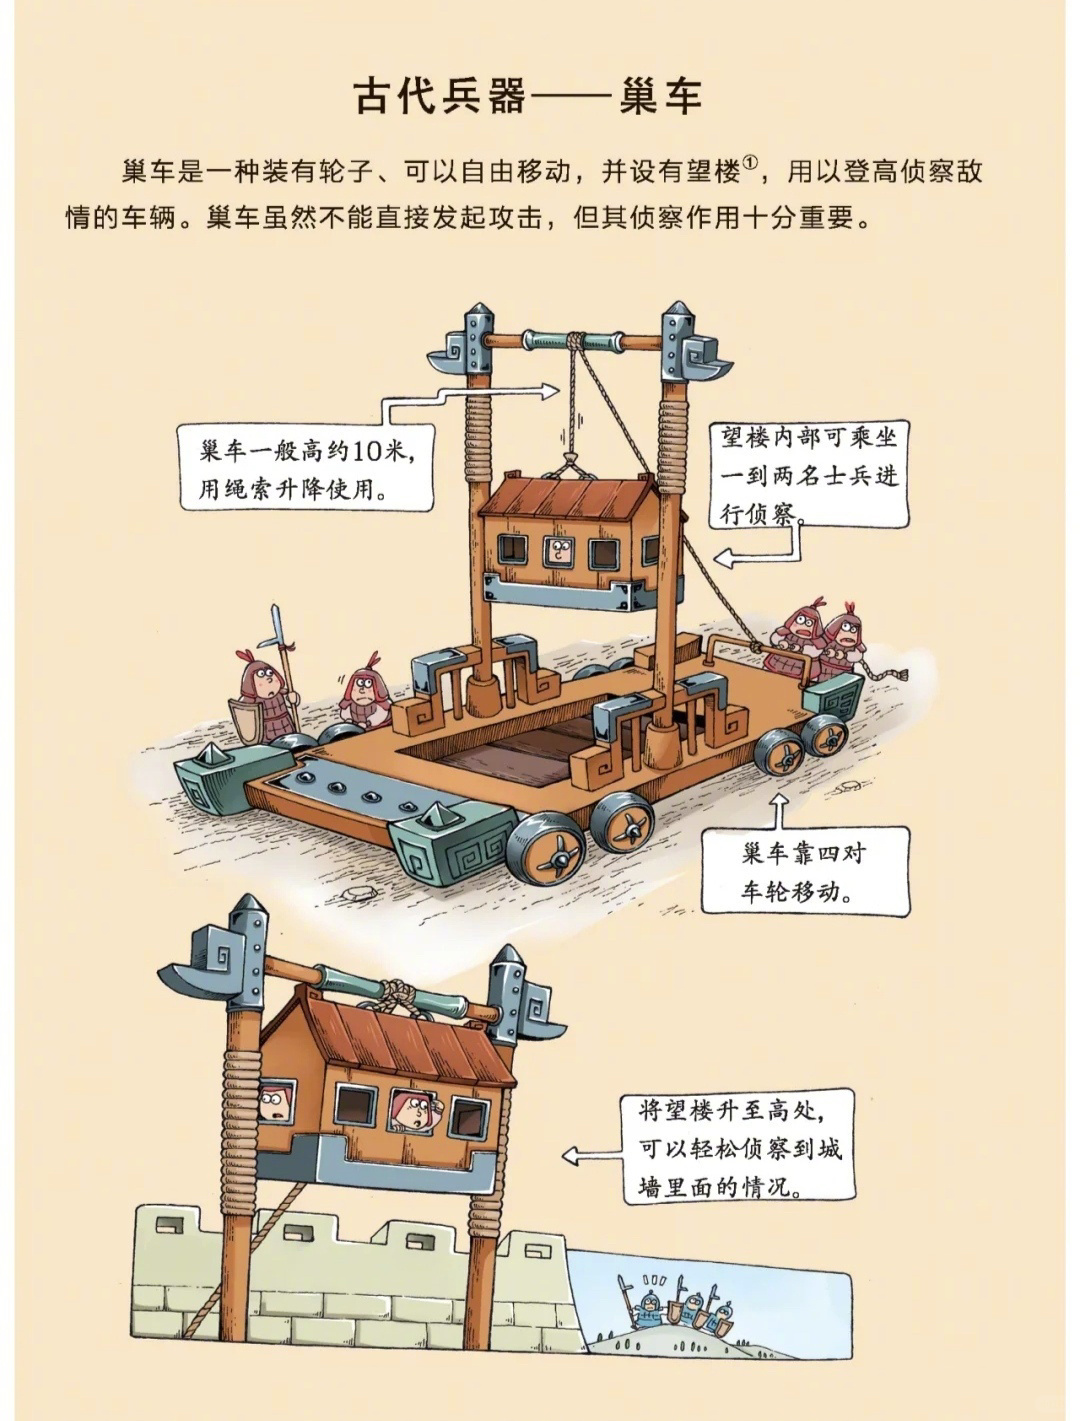 古代兵器——巢车
巢车是一种装有轮子、可以自由移动，并设有望楼①，用以登高侦察敌
情的车辆。巢车虽然不能直接发起攻击，但其侦察作用十分重要。
巢车一般高约10米，
用绳索升降使用。
望楼内部可乘坐
一到两名士兵进
行侦察。
巢车靠四对
车轮移动。
将望楼升至高处，
可以轻松侦察到城
墙里面的情况。